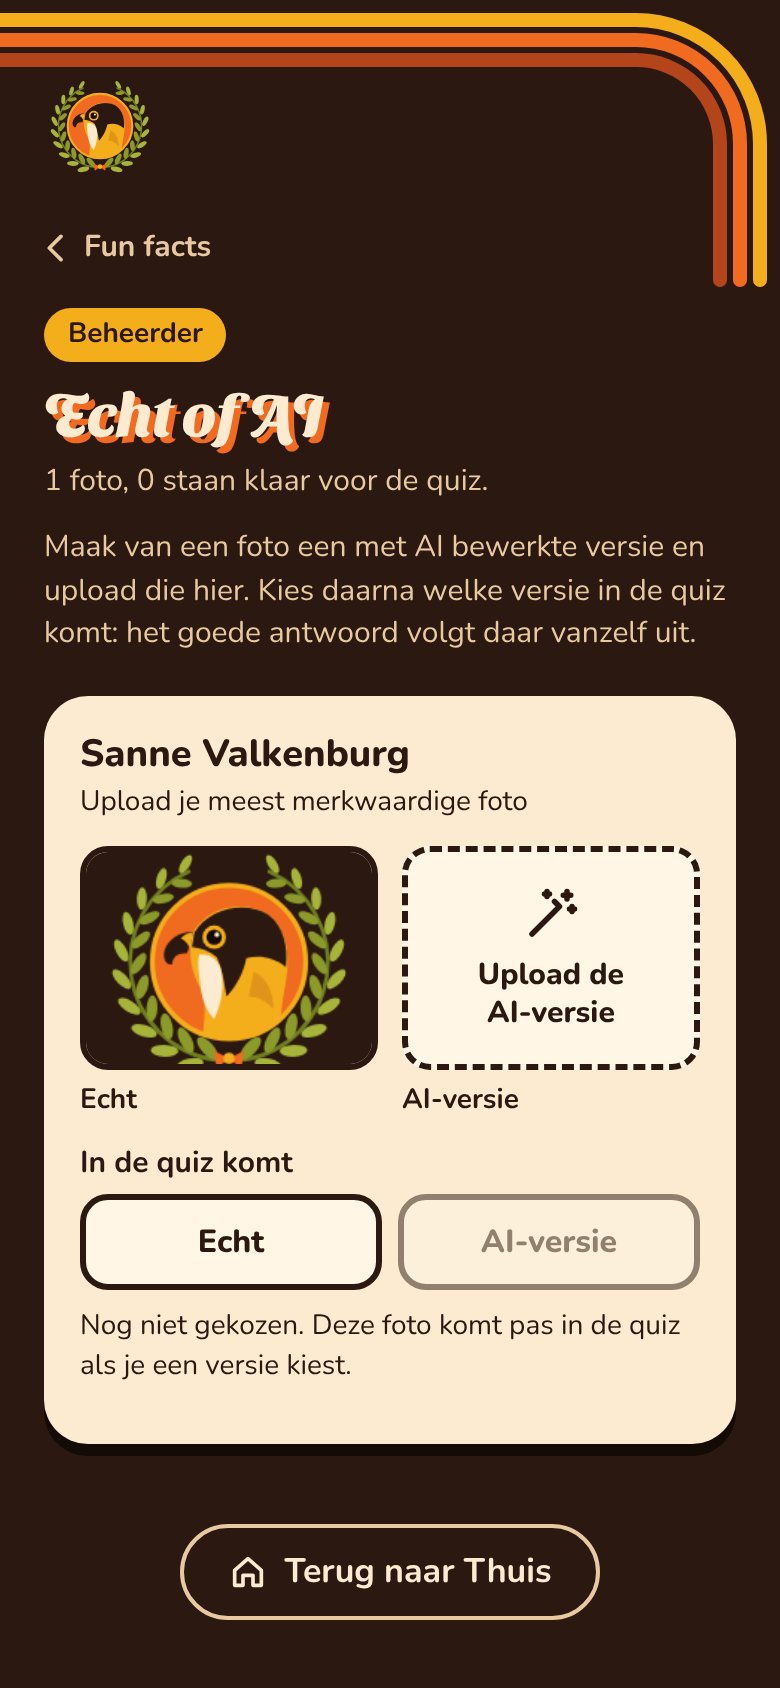 Fun facts
Beheerder
Echt of AI
1 foto, 0 staan klaar voor de quiz.
Maak van een foto een met AI bewerkte versie en
upload die hier. Kies daarna welke versie in de quiz
komt: het goede antwoord volgt daar vanzelf uit.
Sanne Valkenburg
Upload je meest merkwaardige foto
Upload de
AI-versie
Echt
AI-versie
In de quiz komt
Echt
AI-versie
Nog niet gekozen. Deze foto komt pas in de quiz
als je een versie kiest.
Terug naar Thuis